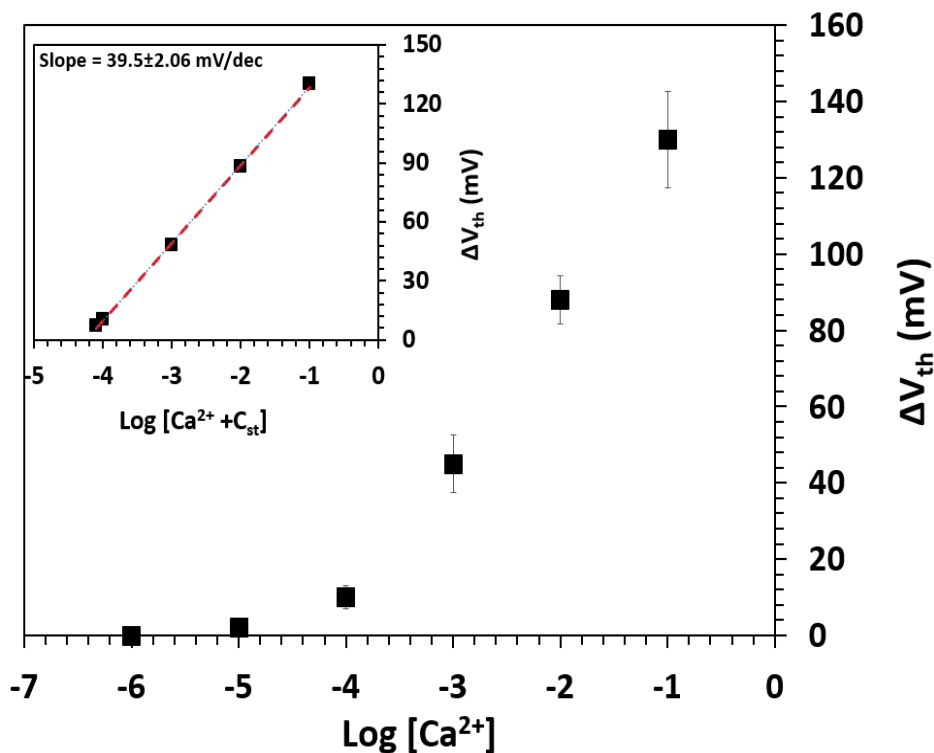 Slope = 39.5±2.06 mV/dec
150
120
90
60
30
0
ΔVth (mV)
-5 -4 -3 -2 -1 0
Log [Ca²⁺ +Cst]
160
140
120
100
80
60
40
20
0
ΔVth (mV)
-7 -6 -5 -4 -3 -2 -1 0
Log [Ca²⁺]